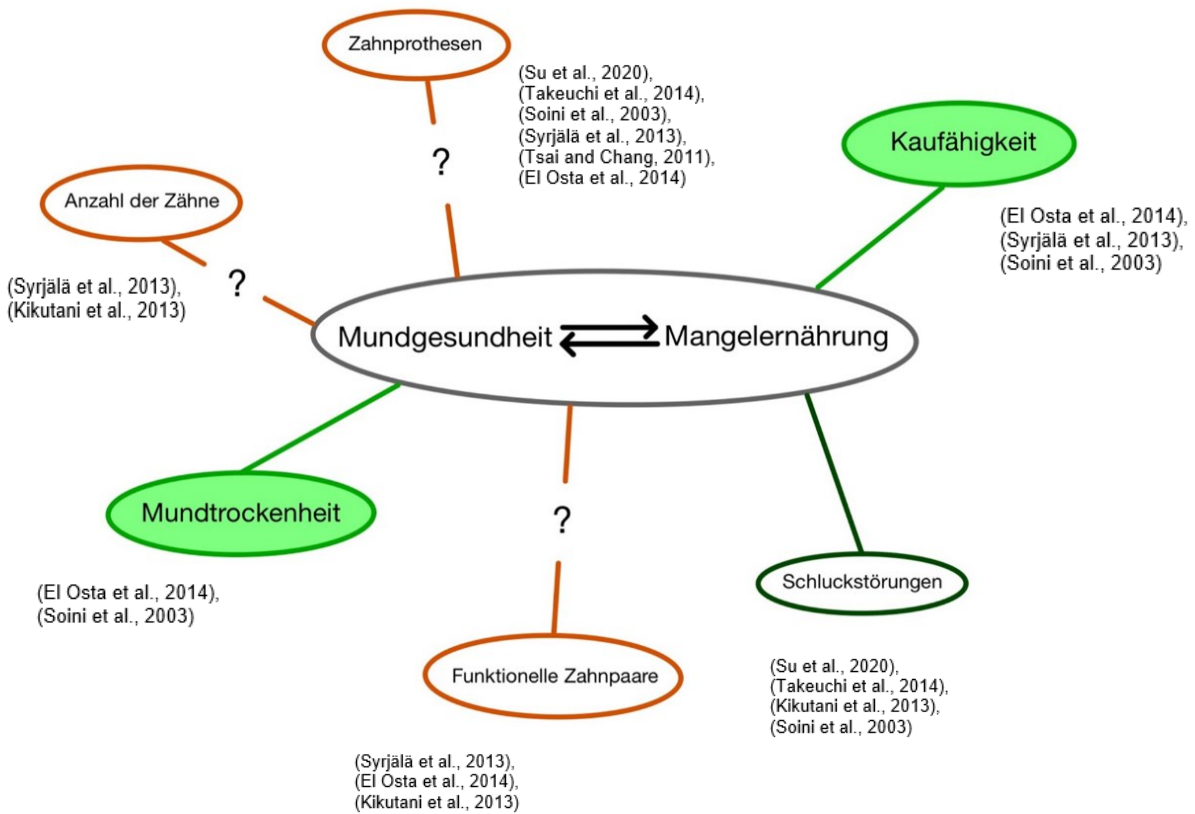 Zahnprothesen
(Su et al., 2020),
(Takeuchi et al., 2014),
(Soini et al., 2003),
(Syrjälä et al., 2013),
(Tsai and Chang, 2011),
(El Osta et al., 2014)
?
Kaufähigkeit
(El Osta et al., 2014),
(Syrjälä et al., 2013),
(Soini et al., 2003)
Anzahl der Zähne
?
(Syrjälä et al., 2013),
(Kikutani et al., 2013)
Mundgesundheit Mangelernährung
Mundtrockenheit
(El Osta et al., 2014),
(Soini et al., 2003)
?
Funktionelle Zahnpaare
(Syrjälä et al., 2013),
(El Osta et al., 2014),
(Kikutani et al., 2013)
Schluckstörungen
(Su et al., 2020),
(Takeuchi et al., 2014),
(Kikutani et al., 2013),
(Soini et al., 2003)